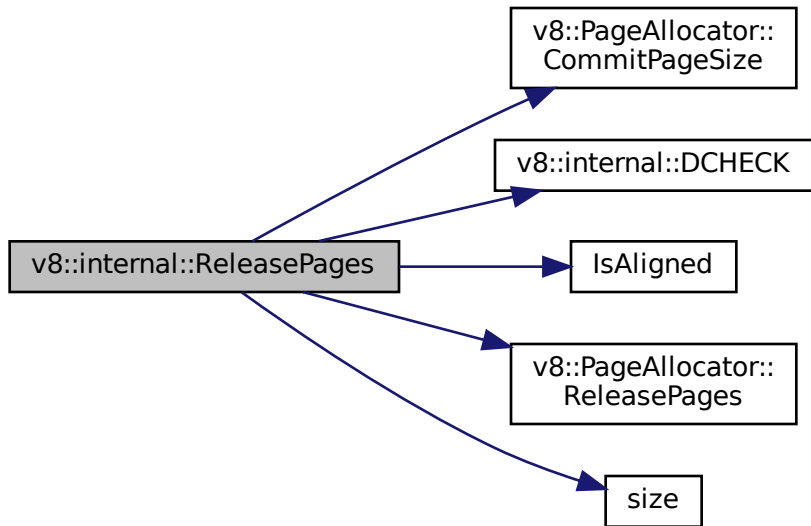 v8::PageAllocator::
CommitPageSize
v8::internal::DCHECK
v8::internal::ReleasePages
IsAligned
v8::PageAllocator::
ReleasePages
size